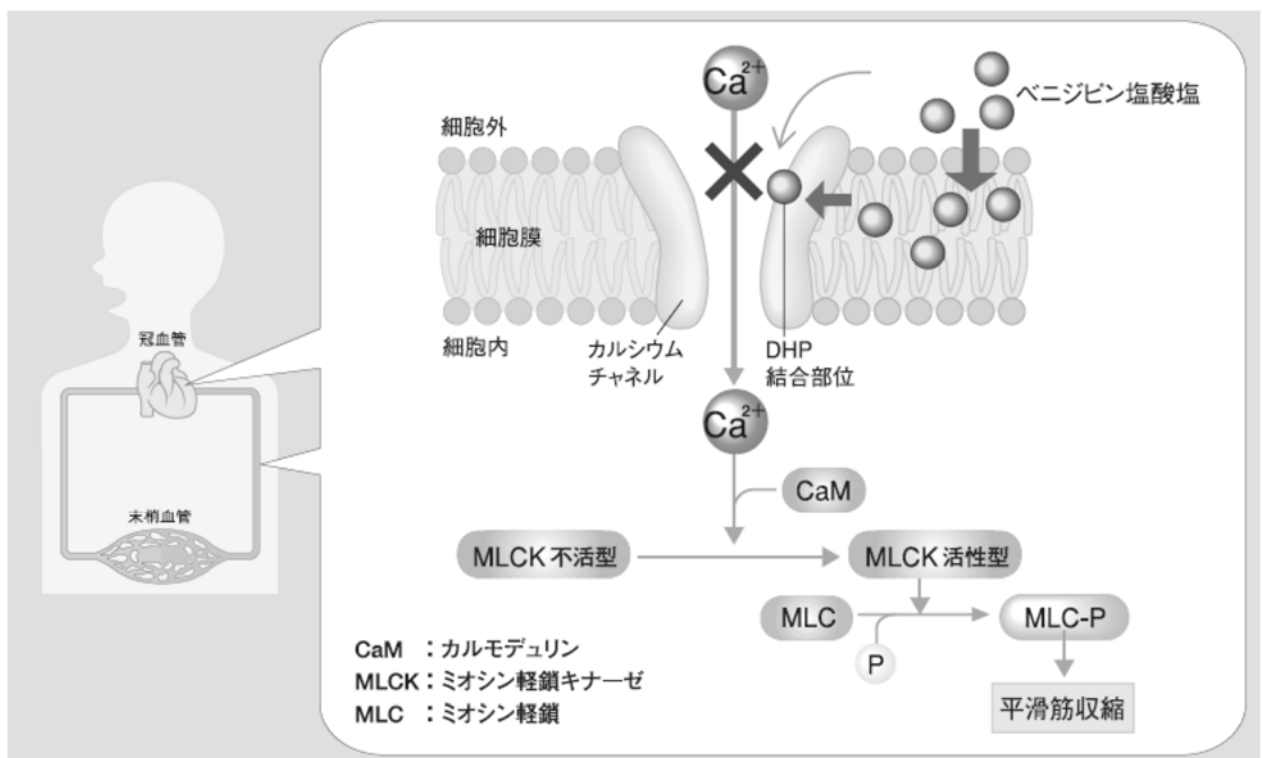 Ca2+
ベニジピン塩酸塩
細胞外
細胞膜
冠血管
細胞内
カルシウム
チャネル
DHP
結合部位
Ca2+
CaM
末梢血管
MLCK 不活型
MLCK 活性型
MLC
MLC-P
P
CaM ：カルモデュリン
MLCK：ミオシン軽鎖キナーゼ
MLC ：ミオシン軽鎖
平滑筋収縮